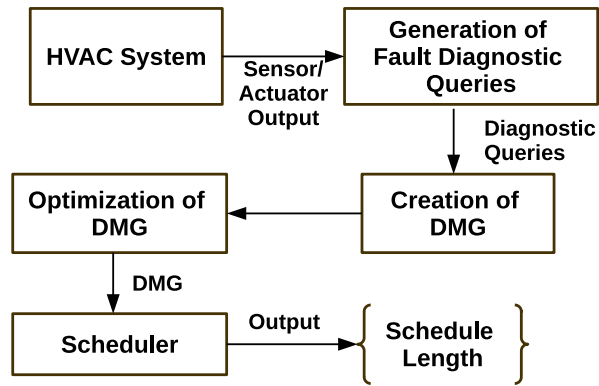 HVAC System
Sensor/
Actuator
Output
Generation of
Fault Diagnostic
Queries
Diagnostic
Queries
Creation of
DMG
Optimization of
DMG
DMG
Scheduler
Output
Schedule
Length